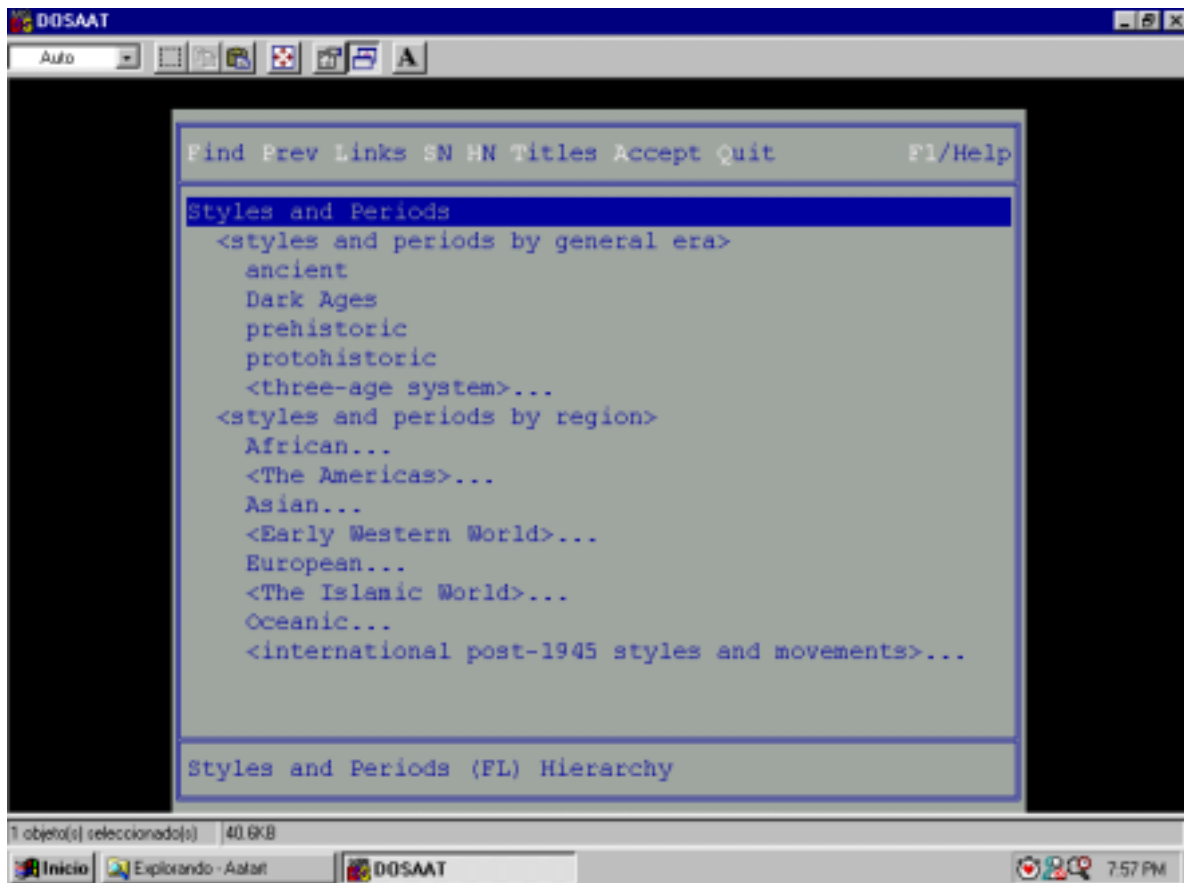 DOSAAT
Auto A
Find Prev Links SN HN Titles Accept Quit F1/Help
Styles and Periods
<styles and periods by general era>
ancient
Dark Ages
prehistoric
protohistoric
<three-age system>...
<styles and periods by region>
African...
<The Americas>...
Asian...
<Early Western World>...
European...
<The Islamic World>...
Oceanic...
<international post-1945 styles and movements>...
Styles and Periods (FL) Hierarchy
1 objeto(s) seleccionado(s) 40.6KB
Inicio Explorando - Aatart DOSAAT 7:57 PM